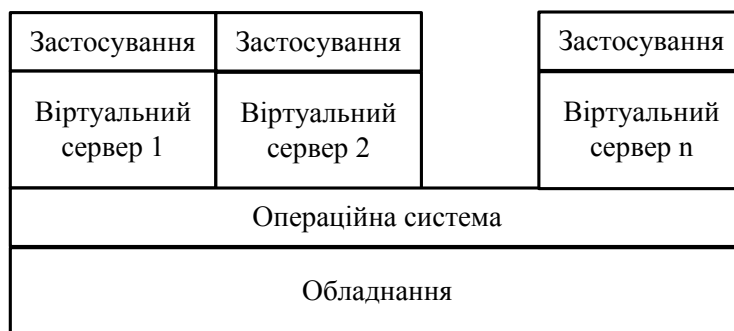 Застосування
Застосування
Застосування
Віртуальний
сервер 1
Віртуальний
сервер 2
Віртуальний
сервер n
Операційна система
Обладнання